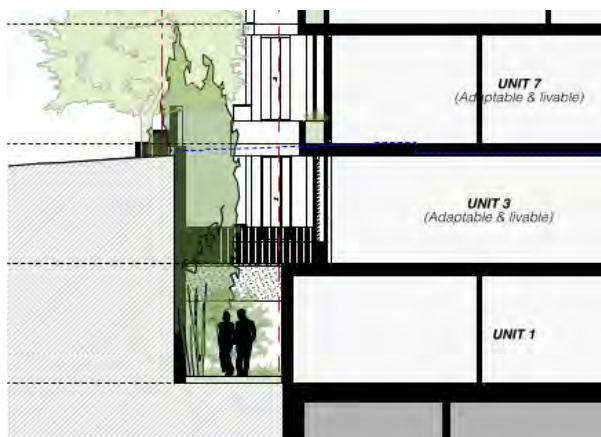 UNIT 7
(Adaptable & livable)
UNIT 3
(Adaptable & livable)
UNIT 1